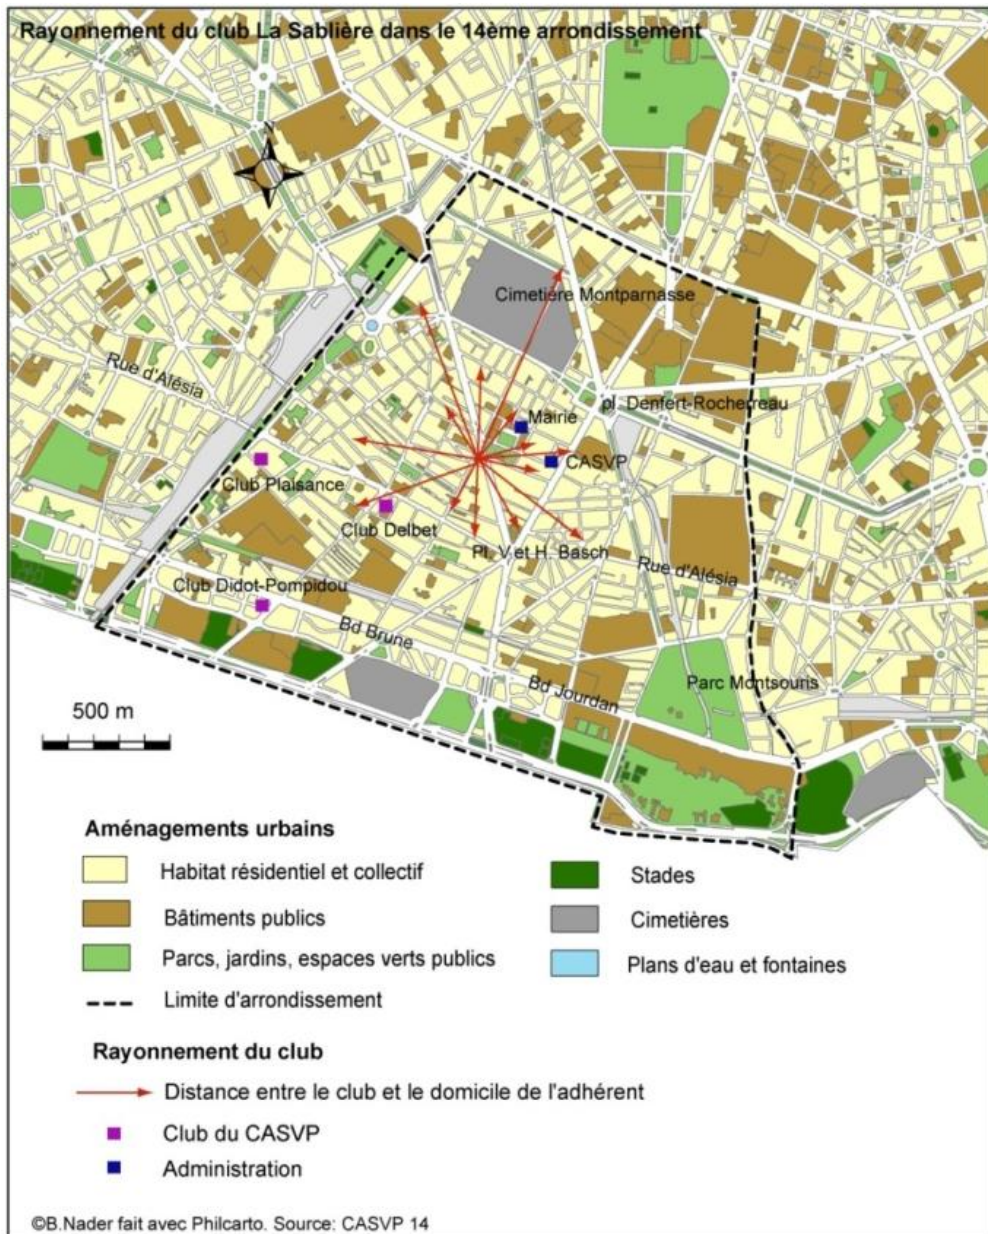 Rayonnement du club La Sablière dans le 14ème arrondissement
N
Cimetière Montparnasse
Rue d'Alésia
pl. Denfert-Rochereau
Mairie
CASVP
Club Plaisance
Club Delbet
Pl. V et H. Basch
Rue d'Alésia
Club Didot-Pompidou
Bd Brune
Bd Jourdan
Parc Montsouris
500 m
Aménagements urbains
Habitat résidentiel et collectif
Stades
Bâtiments publics
Cimetières
Parcs, jardins, espaces verts publics
Plans d'eau et fontaines
Limite d'arrondissement
Rayonnement du club
Distance entre le club et le domicile de l'adhérent
Club du CASVP
Administration
©B.Nader fait avec Philcarto. Source: CASVP 14